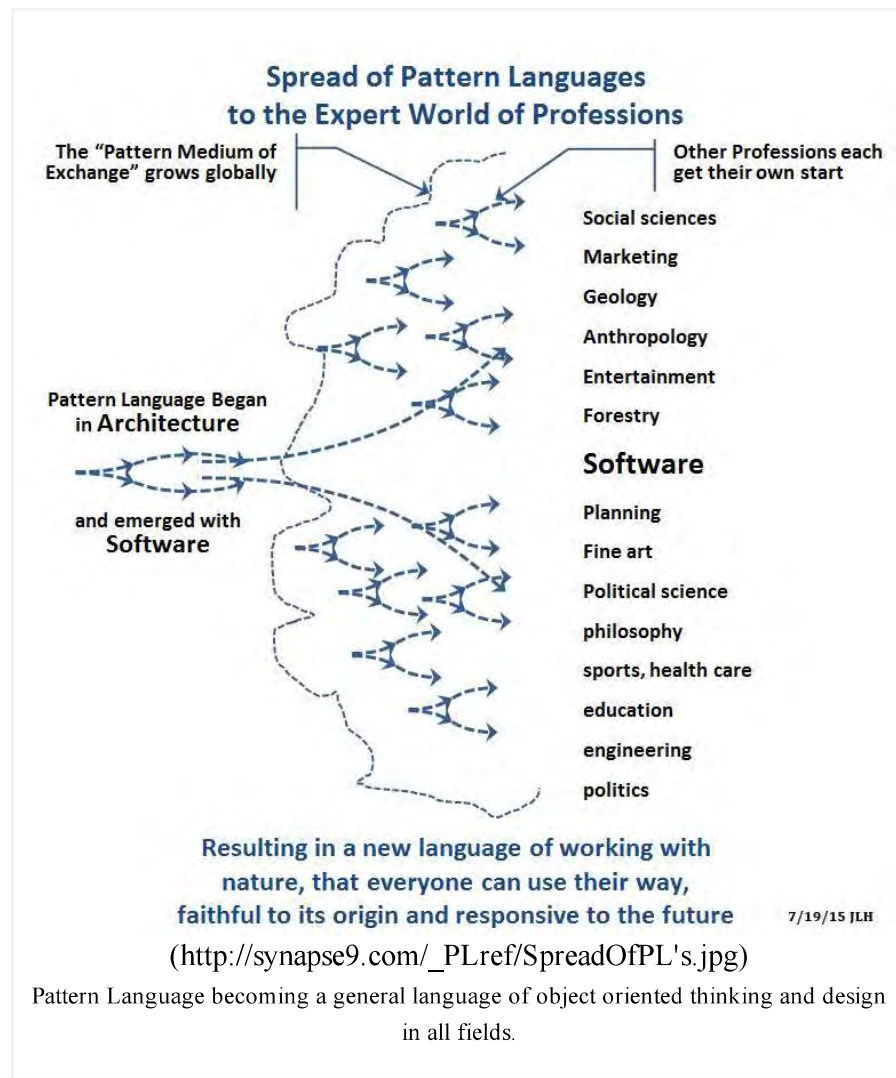 Spread of Pattern Languages
to the Expert World of Professions
The “Pattern Medium of
Exchange” grows globally
Other Professions each
get their own start
Social sciences
Marketing
Geology
Anthropology
Entertainment
Forestry
Software
Planning
Fine art
Political science
philosophy
sports, health care
education
engineering
politics
Pattern Language Began
in Architecture
and emerged with
Software
Resulting in a new language of working with
nature, that everyone can use their way,
faithful to its origin and responsive to the future
7/19/15 JLH
(http://synapse9.com/_PLref/SpreadOfPL's.jpg)
Pattern Language becoming a general language of object oriented thinking and design
in all fields.